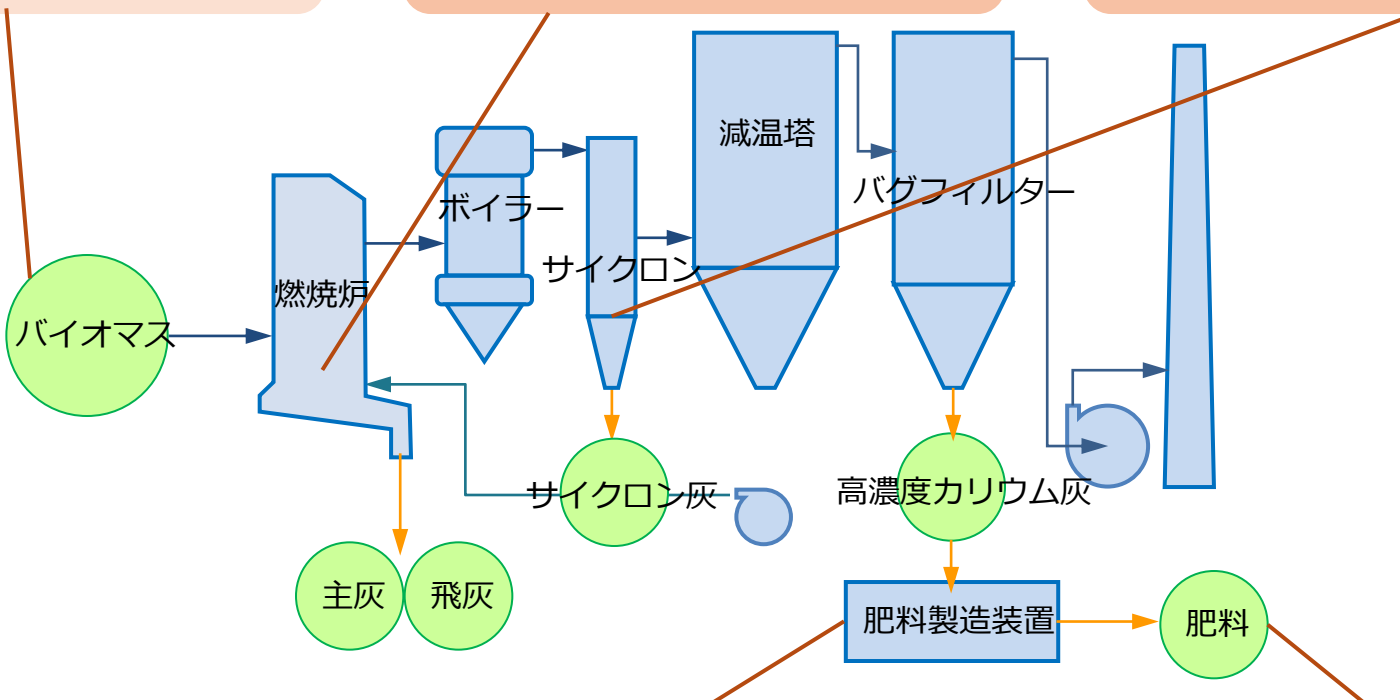 減温塔
バグフィルター
ボイラー
サイクロン
燃焼炉
バイオマス
サイクロン灰
高濃度カリウム灰
主灰
飛灰
肥料製造装置
肥料